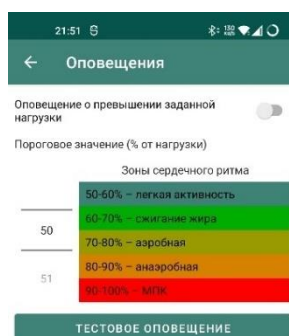 21:51
Оповещения
Оповещение о превышении заданной
нагрузки
Пороговое значение (% от нагрузки)
Зоны сердечного ритма
50-60% – легкая активность
60-70% – сжигание жира
50
70-80% – аэробная
80-90% – анаэробная
51
90-100% – МПК
ТЕСТОВОЕ ОПОВЕЩЕНИЕ